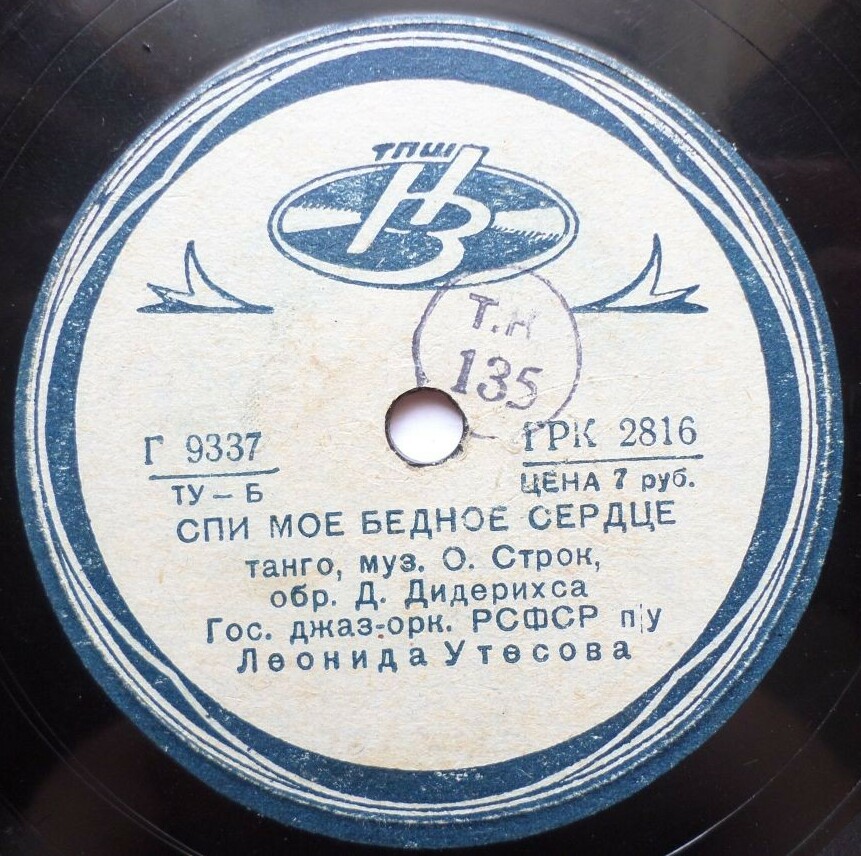 ТПШ
НЗ
Т.К
135
Г 9337
ГРК 2816
ТУ – Б
ЦЕНА 7 руб.
СПИ МОЕ БЕДНОЕ СЕРДЦЕ
танго, муз. О. Строк,
обр. Д. Дидерихса
Гос. джаз-орк. РСФСР п/у
Леонида Утесова